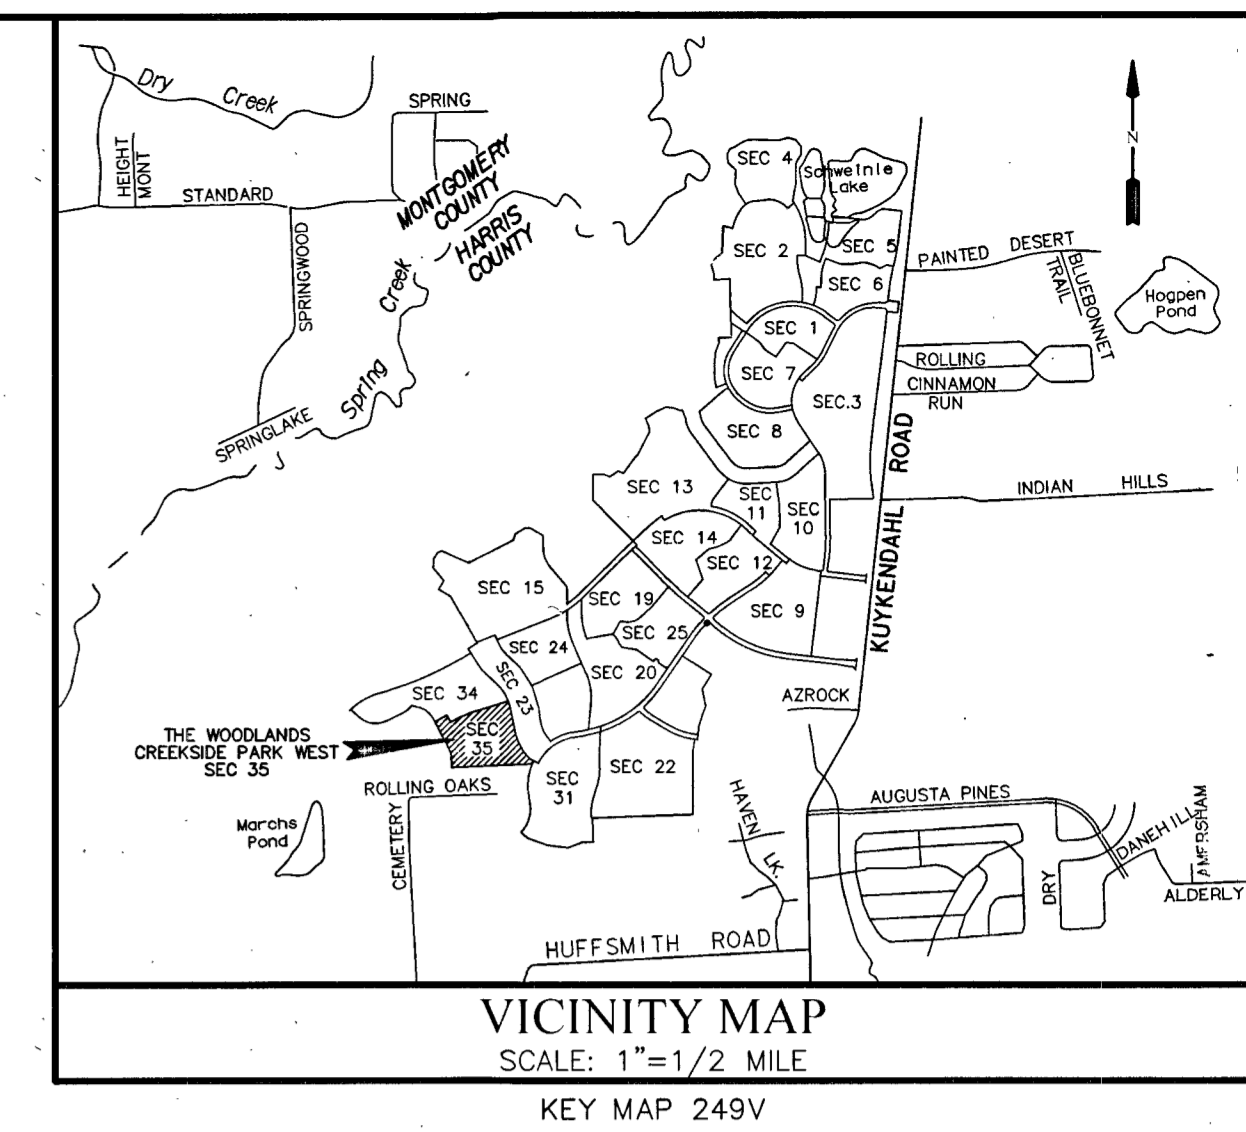 Dry
Creek
SPRING
HEIGHT
MONT
STANDARD
MONTGOMERY
COUNTY
HARRIS
COUNTY
SPRINGWOOD
Creek
Spring
SPRINGLAKE
SEC 4
Schweinle
Lake
N
SEC 2
SEC 5
PAINTED DESERT
SEC 6
BLUEBONNET
TRAIL
Hogpen
Pond
SEC 1
SEC 7
ROLLING
CINNAMON
RUN
SEC.3
SEC 8
KUYKENDAHL ROAD
SEC 13
SEC
11
SEC
10
INDIAN HILLS
SEC 14
SEC 12
SEC 15
SEC 19
SEC 9
SEC 25
SEC 24
SEC 20
SEC 23
SEC 34
AZROCK
THE WOODLANDS
CREEKSIDE PARK WEST
SEC 35
SEC
35
SEC 22
SEC
31
ROLLING OAKS
CEMETERY
Marchs
Pond
HAVEN
LK.
AUGUSTA PINES
DANEHILL
AMERSHAM
DRY
ALDERLY
HUFFSMITH ROAD
VICINITY MAP
SCALE: 1"=1/2 MILE
KEY MAP 249V